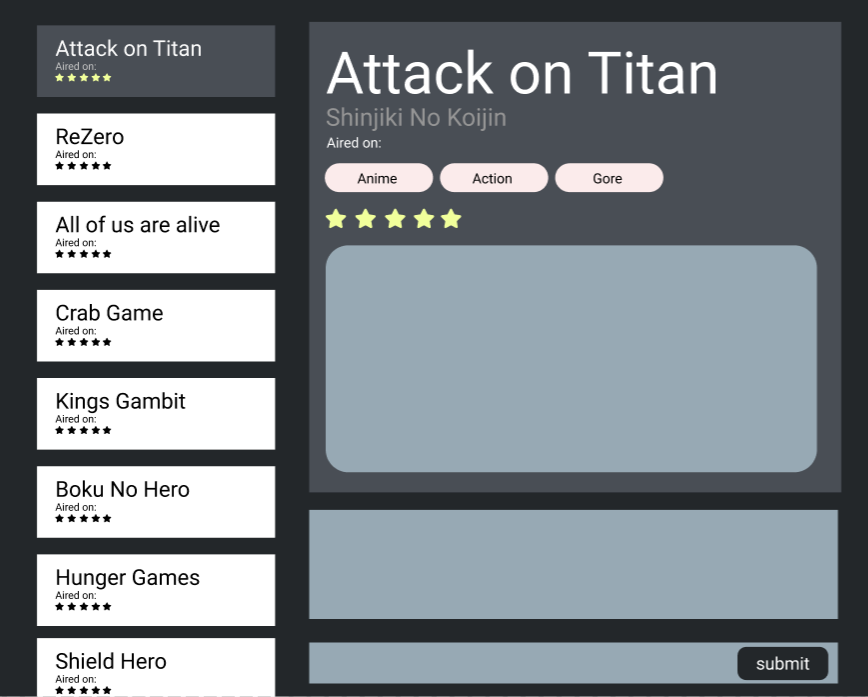 Attack on Titan
Aired on:
ReZero
Aired on:
All of us are alive
Aired on:
Crab Game
Aired on:
Kings Gambit
Aired on:
Boku No Hero
Aired on:
Hunger Games
Aired on:
Shield Hero
Aired on:
Attack on Titan
Shinjiki No Koijin
Aired on:
Anime Action Gore
submit